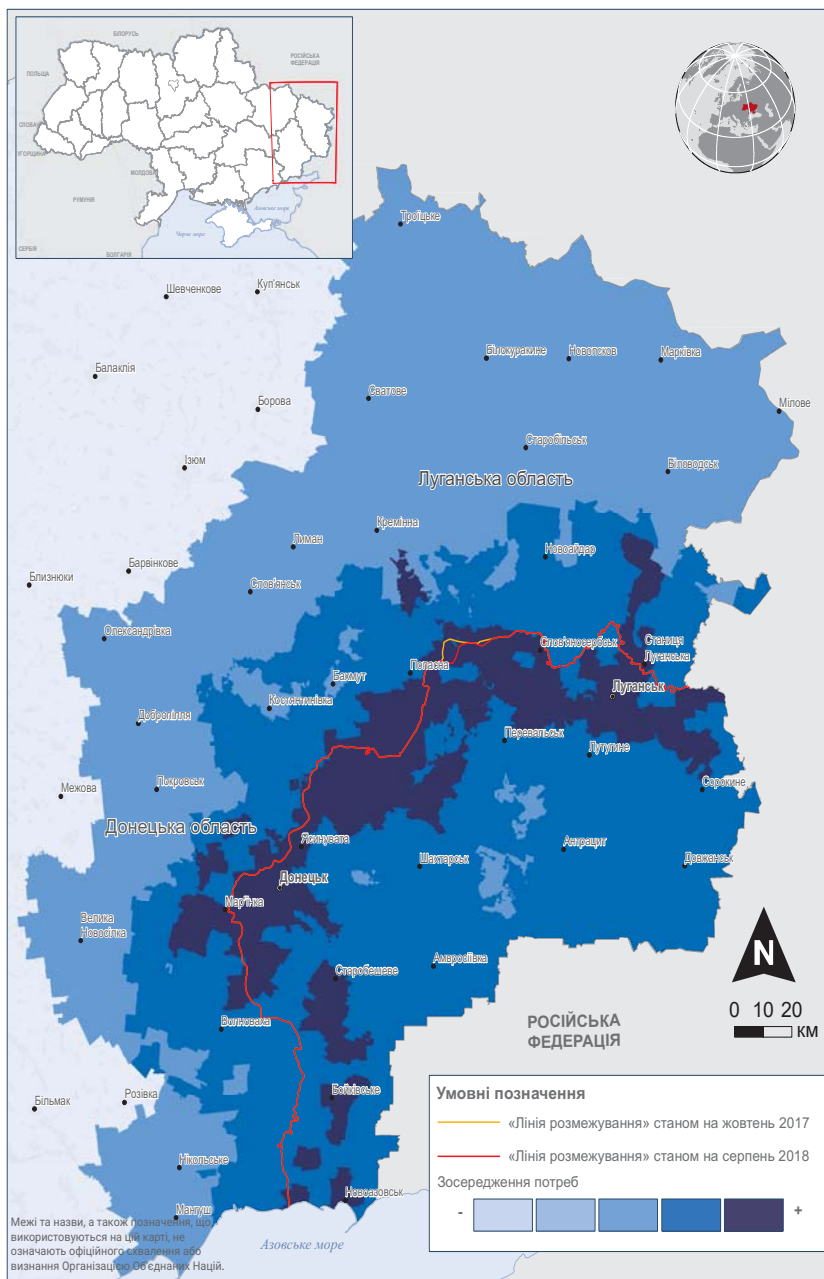 БІЛОРУСЬ
РОСІЙСЬКА
ФЕДЕРАЦІЯ
ПОЛЬЩА
УГОРЩИНИ
МОЛДОВА
РУМУНІЯ
Азовське море
Чорне море
СЕРБІЯ
БОЛГАРІЯ
Троїцьке
Куп'янськ
Шевченкове
Білокуракине
Новопсков
Марківка
Балаклія
Сватове
Борова
Мілове
Старобільськ
Ізюм
Біловодськ
Луганська область
Кремінна
Лиман
Новоайдар
Барвінкове
Близнюки
Слов'янськ
Олександрівка
Слов'яносербськ
Станиця
Луганська
Попасна
Бахмут
Луганськ
Костянтинівка
Добропілля
Перевальськ
Лутугине
Покровськ
Межова
Сорокине
Донецька область
Ясинувата
Антрацит
Шахтарськ
Довжанськ
Донецьк
Мар'їнка
Велика
Новосілка
Амвросіївка
Старобешеве
N
0 10 20
КМ
РОСІЙСЬКА
ФЕДЕРАЦІЯ
Волноваха
Бойківське
Розівка
Більмак
Нікольське
Новоазовськ
Мангуш
Азовське море
Умовні позначення
«Лінія розмежування» станом на жовтень 2017
«Лінія розмежування» станом на серпень 2018
Зосередження потреб
- +
Межі та назви, а також позначення, що
використовуються на цій карті, не
означають офіційного схвалення або
визнання Організацією Об'єднаних Націй.